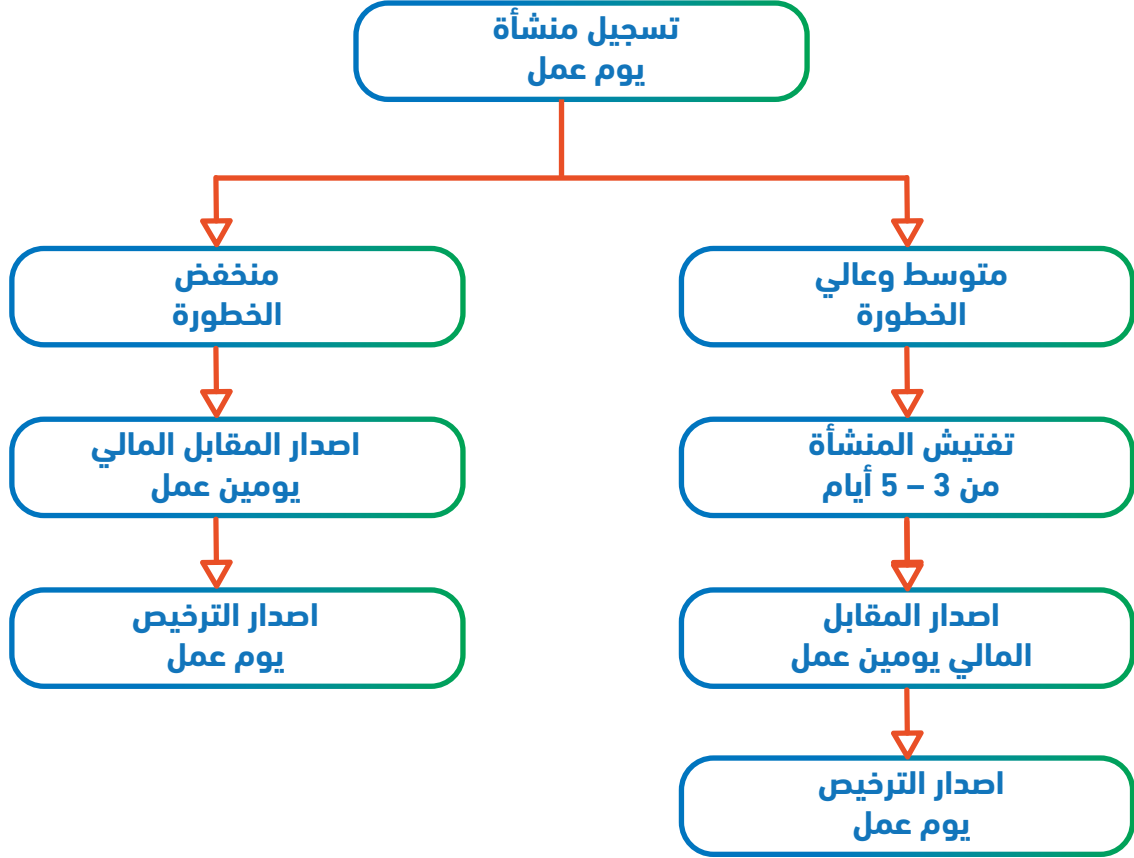 تسجيل منشأة
يوم عمل
متوسط وعالي
الخطورة
منخفض
الخطورة
تفتيش المنشأة
من 3 – 5 أيام
اصدار المقابل المالي
يومين عمل
اصدار المقابل
المالي يومين عمل
اصدار الترخيص
يوم عمل
اصدار الترخيص
يوم عمل